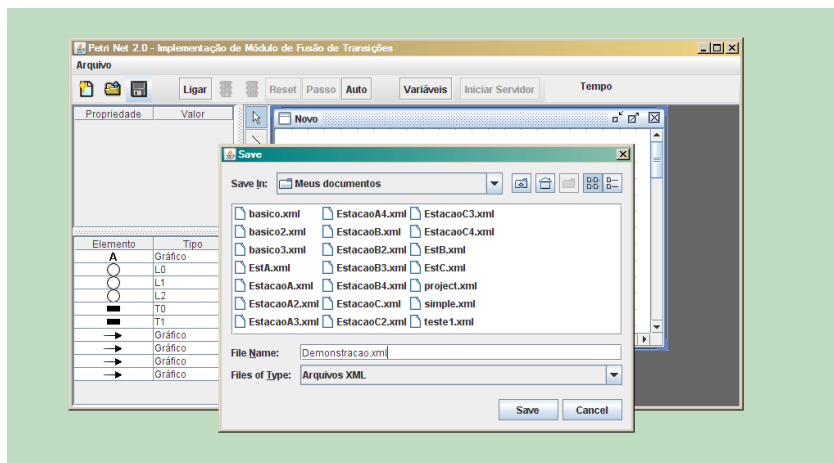 Petri Net 2.0 - Implementação de Módulo de Fusão de Transições
Arquivo
Ligar Reset Passo Auto Variáveis Iniciar Servidor Tempo
Propriedade Valor
Novo
Save
Save In: Meus documentos
basico.xml EstacaoA4.xml EstacaoC3.xml
basico2.xml EstacaoB.xml EstacaoC4.xml
basico3.xml EstacaoB2.xml EstB.xml
EstA.xml EstacaoB3.xml EstC.xml
EstacaoA.xml EstacaoB4.xml project.xml
EstacaoA2.xml EstacaoC.xml simple.xml
EstacaoA3.xml EstacaoC2.xml teste1.xml
File Name: Demonstracao.xml
Files of Type: Arquivos XML
Save Cancel
Elemento Tipo
A Gráfico
L0
L1
L2
T0
T1
Gráfico
Gráfico
Gráfico
Gráfico